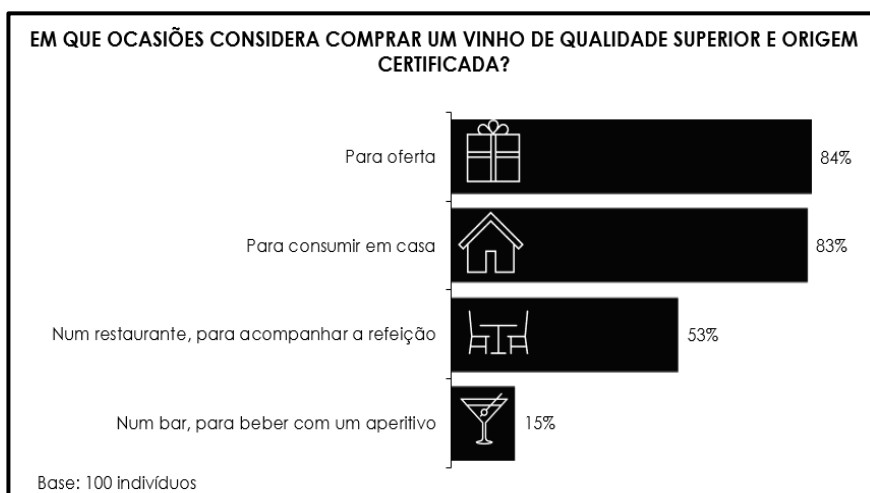 EM QUE OCASIÕES CONSIDERA COMPRAR UM VINHO DE QUALIDADE SUPERIOR E ORIGEM
CERTIFICADA?
Para oferta
84%
Para consumir em casa
83%
Num restaurante, para acompanhar a refeição
53%
Num bar, para beber com um aperitivo
15%
Base: 100 indivíduos